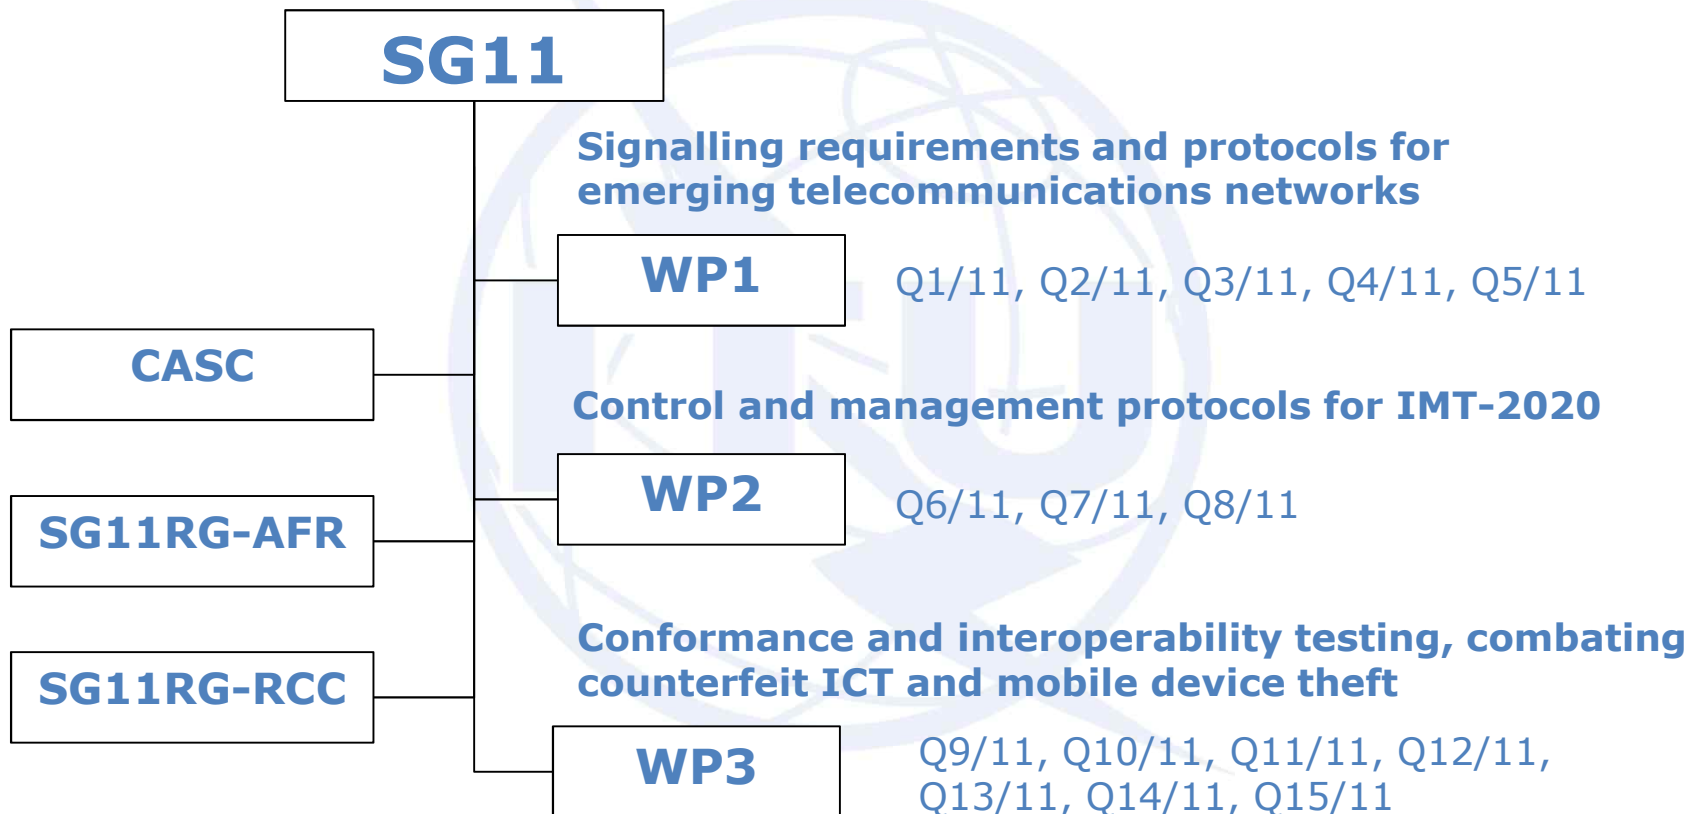 SG11
Signalling requirements and protocols for
emerging telecommunications networks
WP1
Q1/11, Q2/11, Q3/11, Q4/11, Q5/11
CASC
Control and management protocols for IMT-2020
WP2
Q6/11, Q7/11, Q8/11
SG11RG-AFR
Conformance and interoperability testing, combating
counterfeit ICT and mobile device theft
SG11RG-RCC
WP3
Q9/11, Q10/11, Q11/11, Q12/11,
Q13/11, Q14/11, Q15/11
ITU